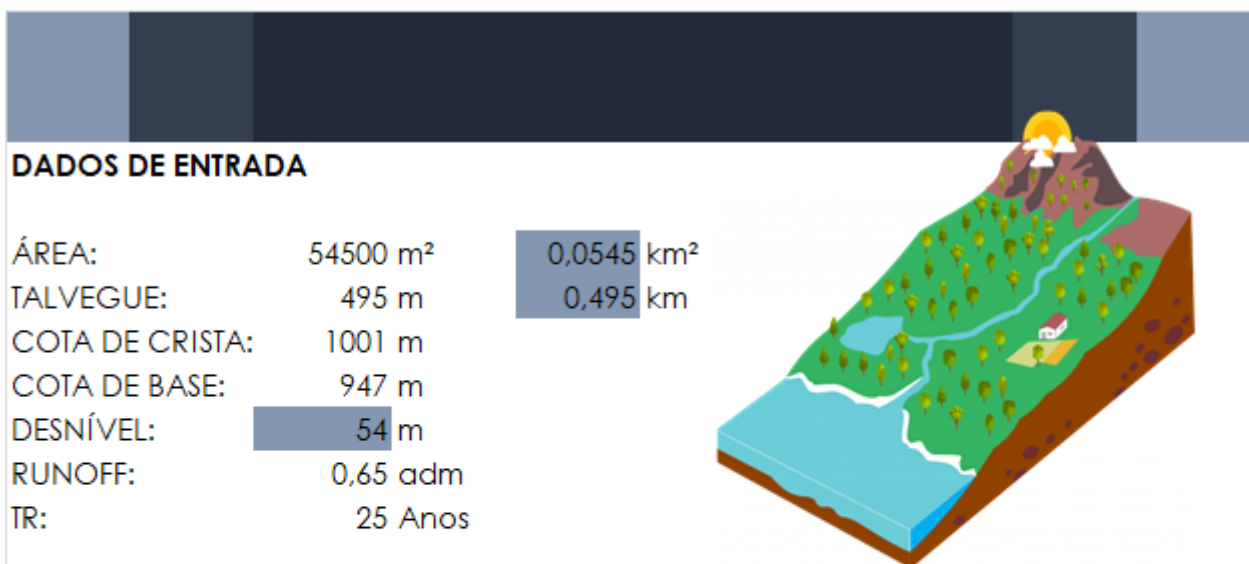 DADOS DE ENTRADA
ÁREA: 54500 m² 0,0545 km²
TALVEGUE: 495 m 0,495 km
COTA DE CRISTA: 1001 m
COTA DE BASE: 947 m
DESNÍVEL: 54 m
RUNOFF: 0,65 adm
TR: 25 Anos